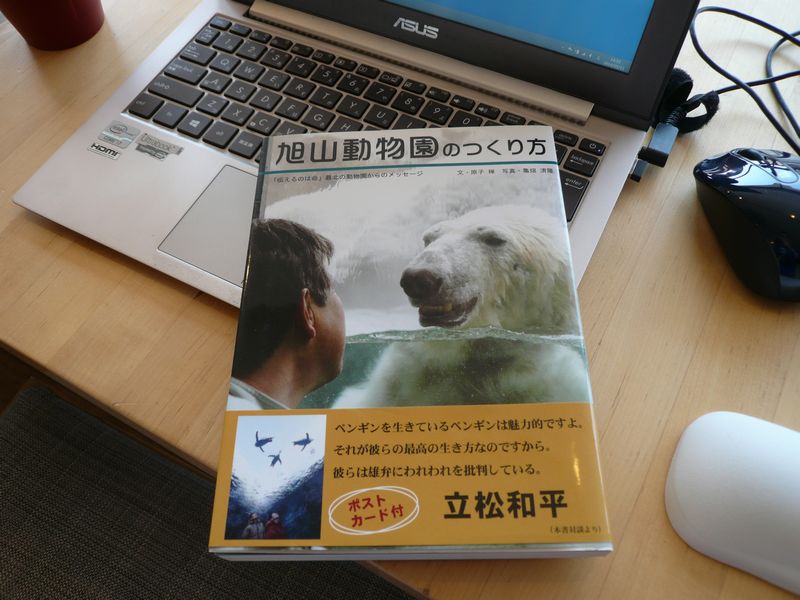 ASUS
HDMI
旭山動物園のつくり方
「伝えるのは命」最北の動物園からのメッセージ
文・原子 禅 写真・亀畑 清隆
ペンギンを生きているペンギンは魅力的ですよ。
それが彼らの最高の生き方なのですから。
彼らは雄弁にわれわれを批判している。
ポスト
カード付
立松和平
(本書対談より)